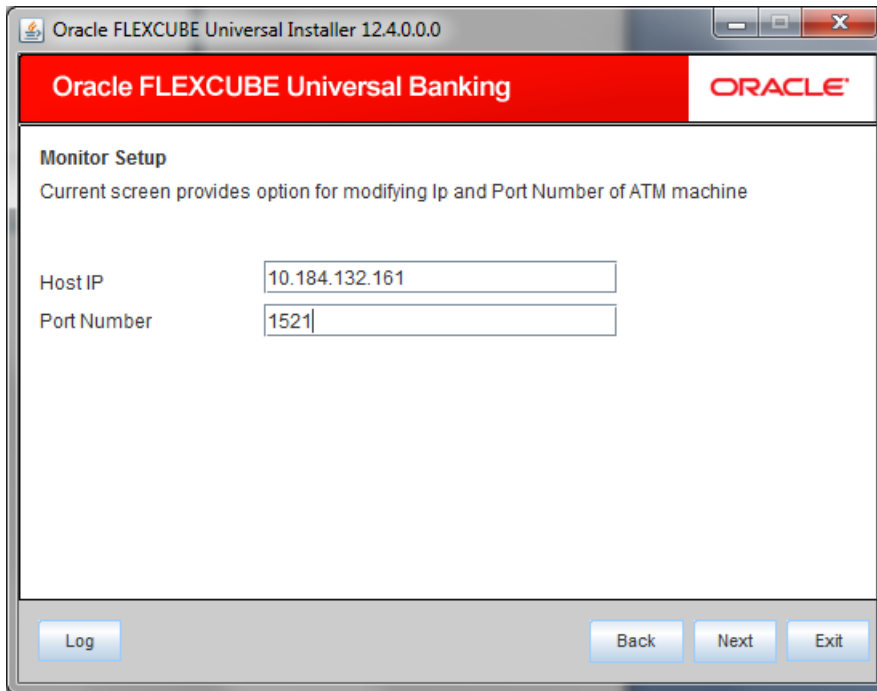 Oracle FLEXCUBE Universal Installer 12.4.0.0.0
Oracle FLEXCUBE Universal Banking
ORACLE
Monitor Setup
Current screen provides option for modifying Ip and Port Number of ATM machine
Host IP 10.184.132.161
Port Number 1521
Log Back Next Exit